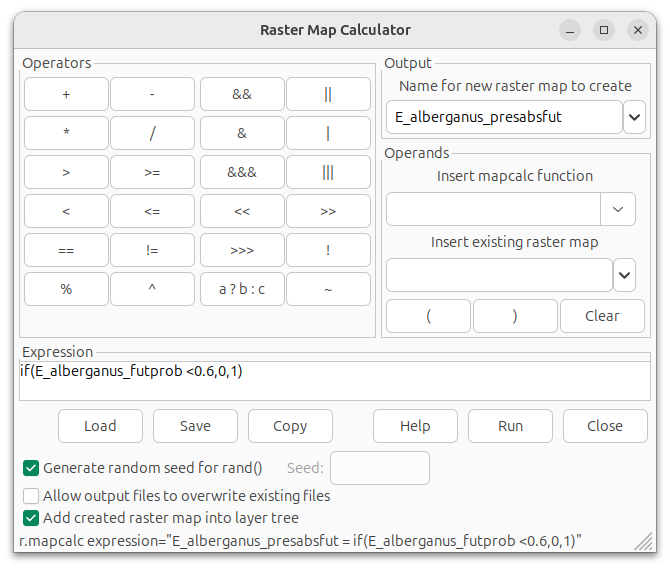 Raster Map Calculator
Operators
+ - && ||
* / & |
> >= &&& |||
< <= << >>
== != >>> !
% ^ a ? b : c ~
Output
Name for new raster map to create
E_alberganus_presabsfut
Operands
Insert mapcalc function
Insert existing raster map
( ) Clear
Expression
if(E_alberganus_futprob <0.6,0,1)
Load Save Copy Help Run Close
Generate random seed for rand() Seed:
Allow output files to overwrite existing files
Add created raster map into layer tree
r.mapcalc expression="E_alberganus_presabsfut = if(E_alberganus_futprob <0.6,0,1)"